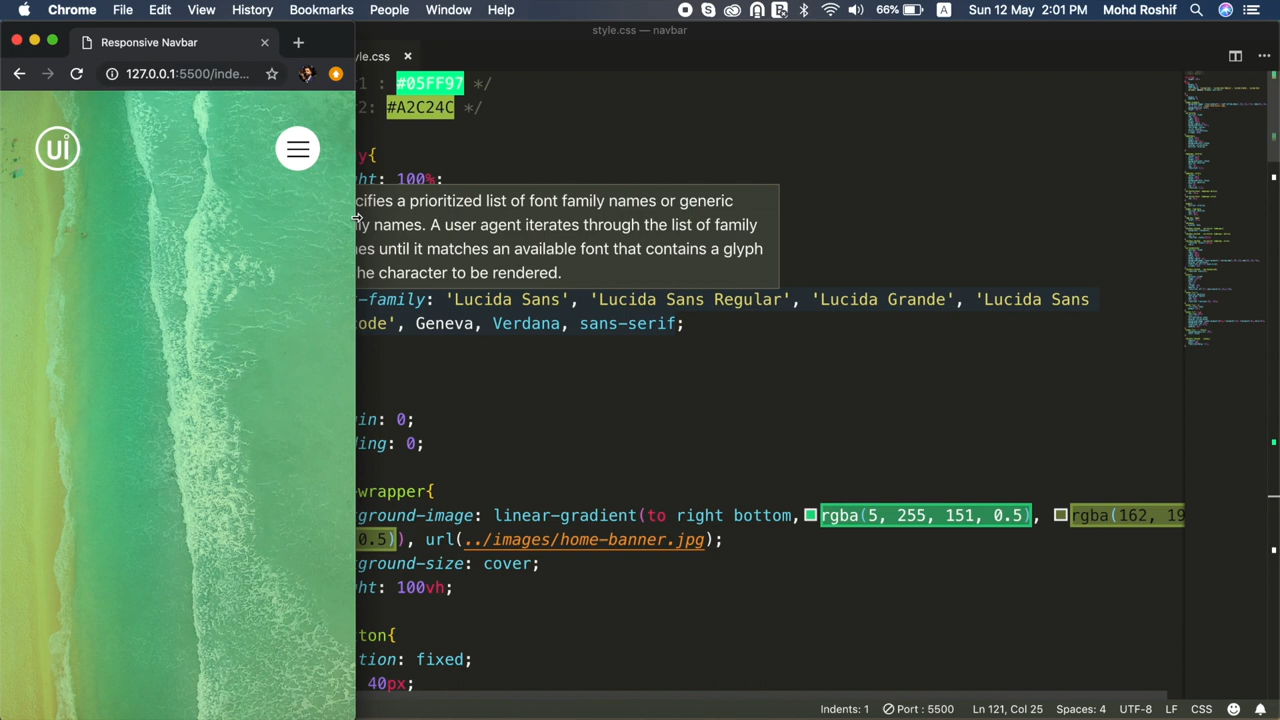 Chrome File Edit View History Bookmarks People Window Help 66% A Sun 12 May 2:01 PM Mohd Roshif
style.css — navbar
Responsive Navbar
yle.css
127.0.0.1:5500/inde...
1 : #05FF97 */
2: #A2C24C */
Ui
y{
ht: 100%;
cifies a prioritized list of font family names or generic
ly names. A user agent iterates through the list of family
es until it matches an available font that contains a glyph
he character to be rendered.
-family: 'Lucida Sans', 'Lucida Sans Regular', 'Lucida Grande', 'Lucida Sans
ode', Geneva, Verdana, sans-serif;
in: 0;
ding: 0;
wrapper{
ground-image: linear-gradient(to right bottom, rgba(5, 255, 151, 0.5), rgba(162, 19
0.5)), url(../images/home-banner.jpg);
ground-size: cover;
ht: 100vh;
ton{
tion: fixed;
40px;
Indents: 1 Port : 5500 Ln 121, Col 25 Spaces: 4 UTF-8 LF CSS